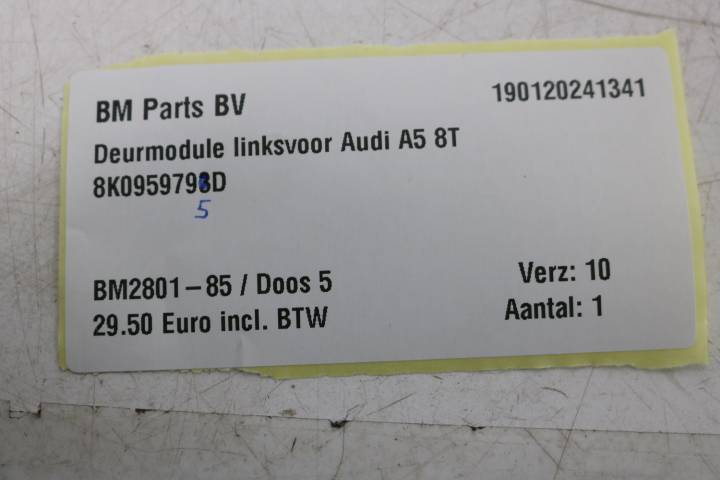 BM Parts BV
190120241341
Deurmodule linksvoor Audi A5 8T
8K0959793D
5
BM2801-85 / Doos 5
Verz: 10
29.50 Euro incl. BTW
Aantal: 1